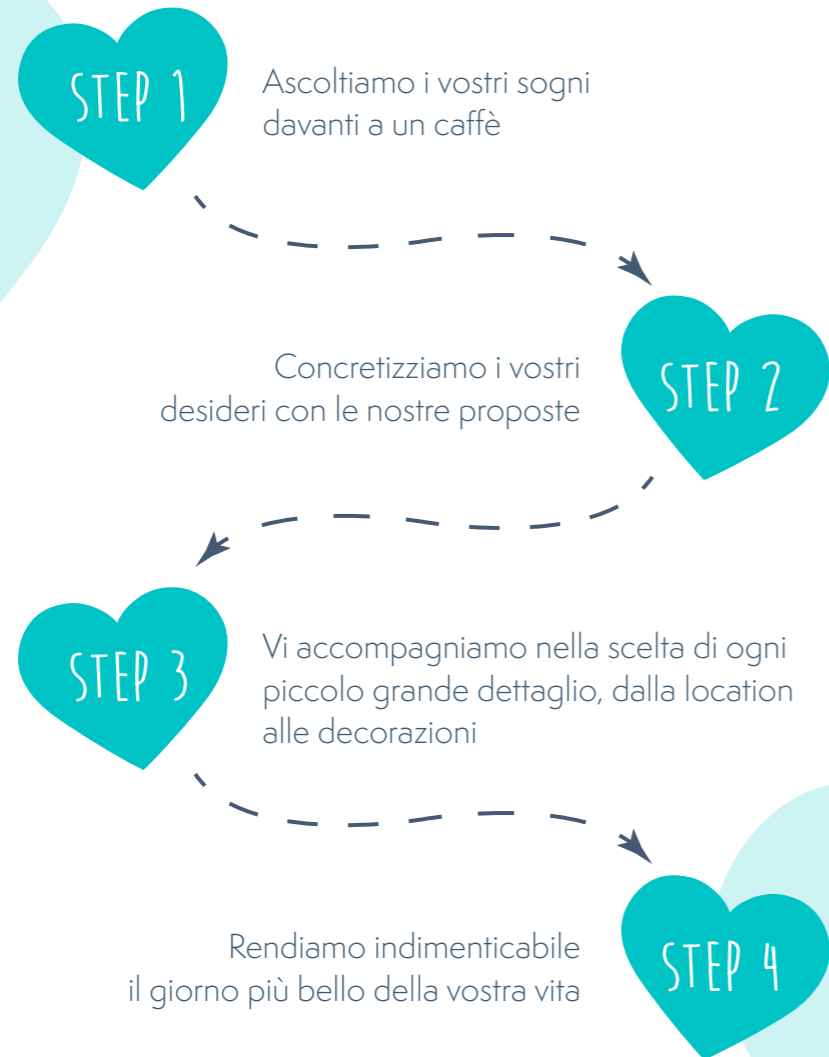 STEP 1
Ascoltiamo i vostri sogni
davanti a un caffè
Concretizziamo i vostri
desideri con le nostre proposte
STEP 2
STEP 3
Vi accompagniamo nella scelta di ogni
piccolo grande dettaglio, dalla location
alle decorazioni
Rendiamo indimenticabile
il giorno più bello della vostra vita
STEP 4